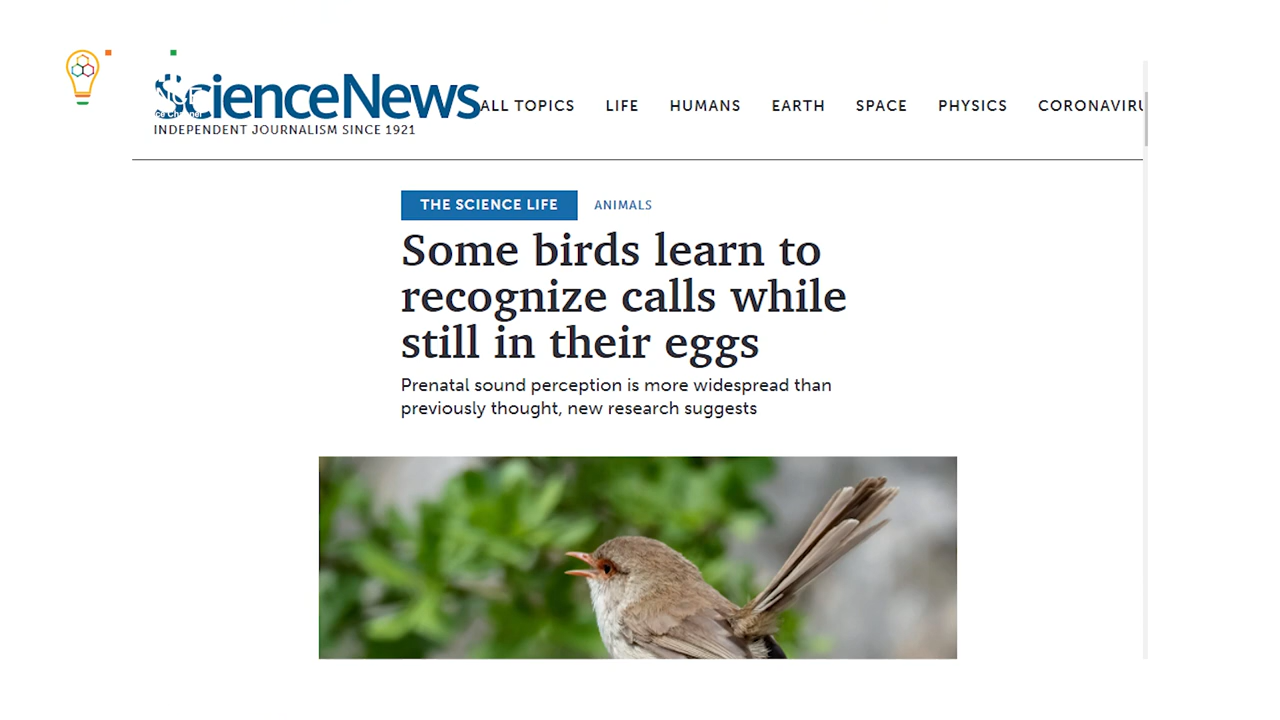 ScienceNews
INDEPENDENT JOURNALISM SINCE 1921
ALL TOPICS LIFE HUMANS EARTH SPACE PHYSICS CORONAVIRU
THE SCIENCE LIFE ANIMALS
Some birds learn to
recognize calls while
still in their eggs
Prenatal sound perception is more widespread than
previously thought, new research suggests